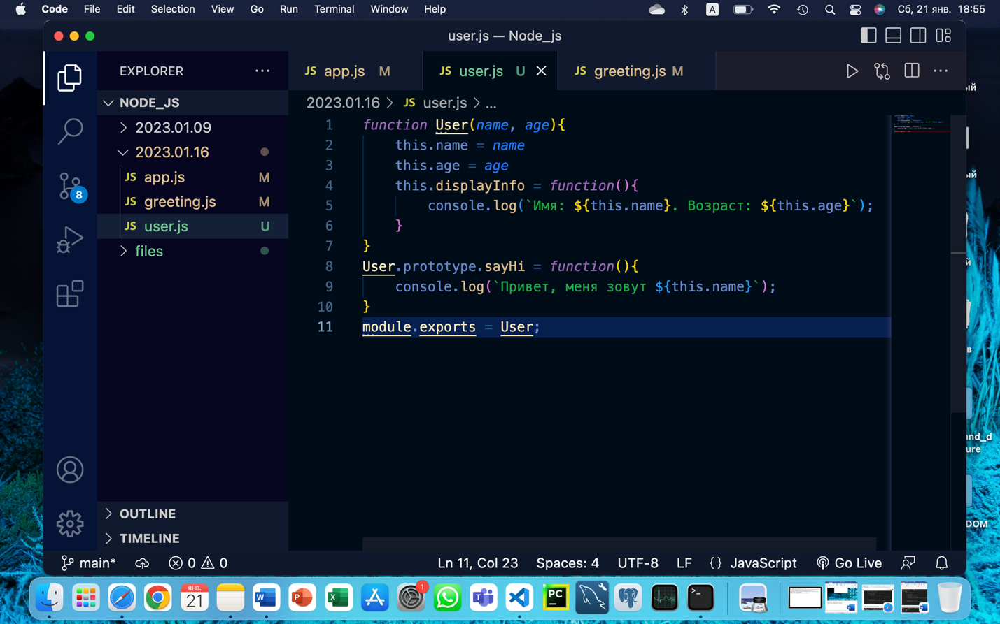 Code File Edit Selection View Go Run Terminal Window Help A Сб, 21 янв. 18:55
user.js — Node_js
EXPLORER ...
JS app.js M JS user.js U JS greeting.js M ...
NODE_JS
2023.01.16 > JS user.js > ...
2023.01.09
2023.01.16
JS app.js M
JS greeting.js M
JS user.js U
files
8
1 function User(name, age){
2 this.name = name
3 this.age = age
4 this.displayInfo = function(){
5 console.log(`Имя: ${this.name}. Возраст: ${this.age}`);
6 }
7 }
8 User.prototype.sayHi = function(){
9 console.log(`Привет, меня зовут ${this.name}`);
10 }
11 module.exports = User;
ый
ый
й
в
nd_d
ure
DOM
OUTLINE
TIMELINE
main* 0 0 Ln 11, Col 23 Spaces: 4 UTF-8 LF {} JavaScript Go Live
ЯНВ.
21
W P X 1 T PC >_